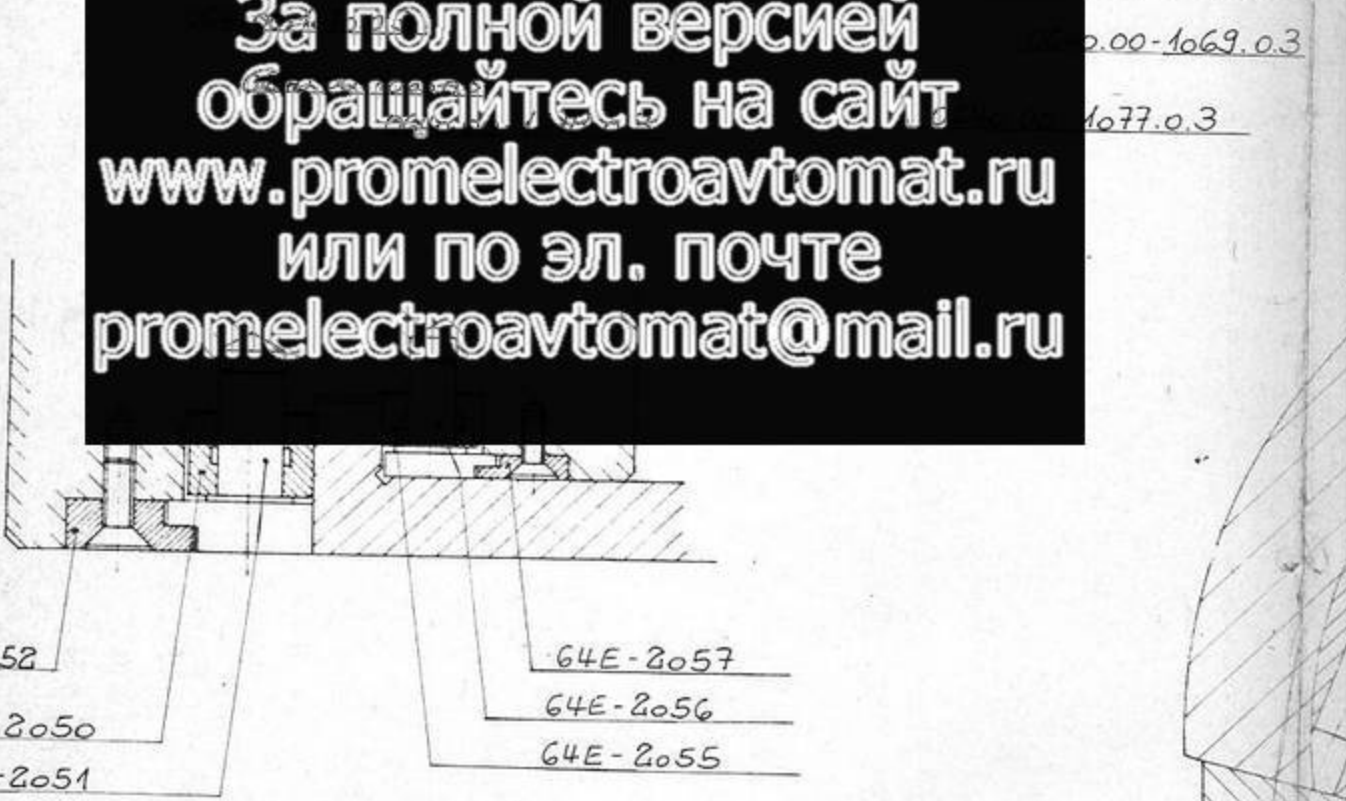 За полной версией
обращайтесь на сайт
www.promelectroavtomat.ru
или по эл. почте
promelectroavtomat@mail.ru
0.00-1069.0.3
1077.0.3
52
2050
-2051
64E-2057
64E-2056
64E-2055